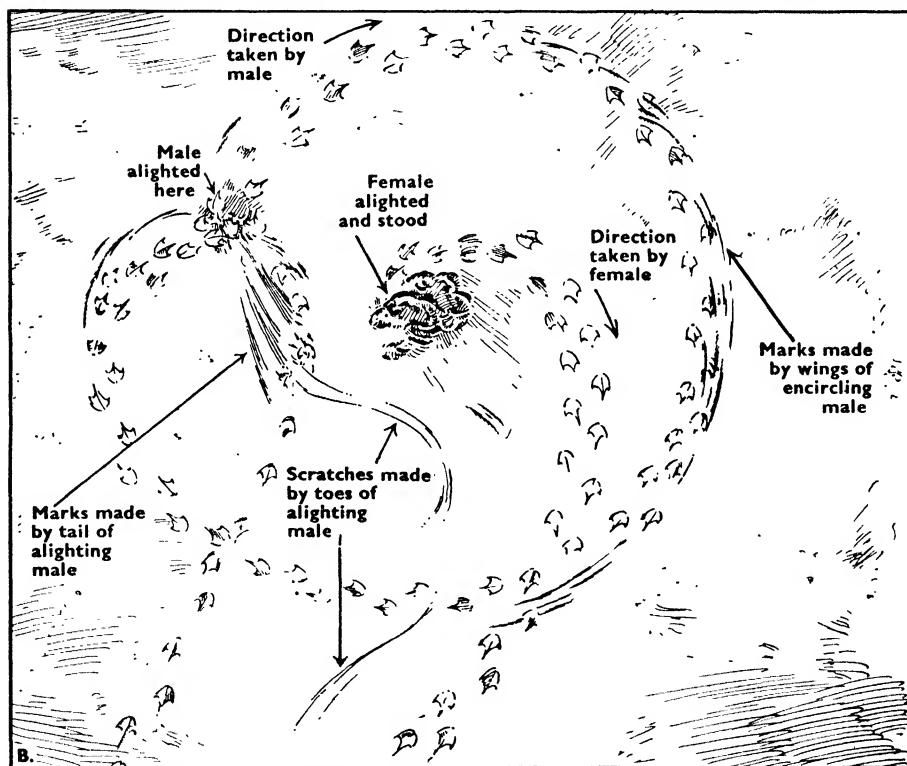 Direction
taken by
male
Male
alighted
here
Female
alighted
and stood
Direction
taken by
female
Marks made
by wings of
encircling
male
Scratches made
by toes of
alighting
male
Marks made
by tail of
alighting
male
B.